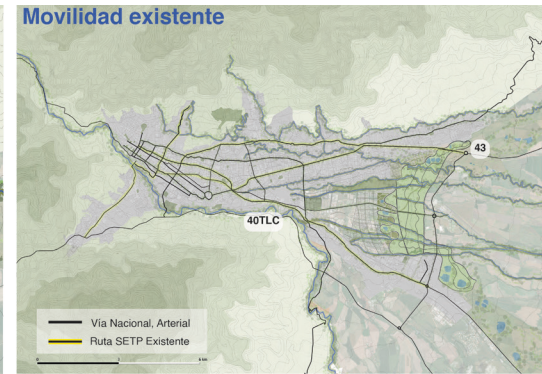 Movilidad existente
43
40TLC
Vía Nacional, Arterial
Ruta SETP Existente